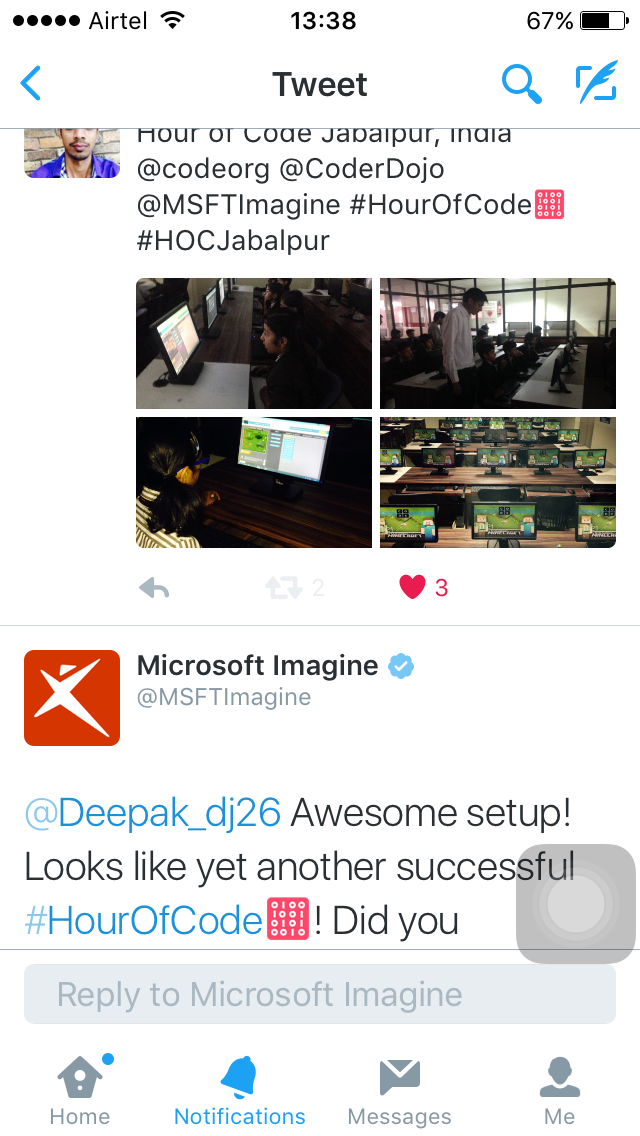 Airtel 13:38 67%
Tweet
Hour of Code Jabalpur, India
@codeorg @CoderDojo
@MSFTImagine #HourOfCode
#HOCJabalpur
MINECRAFT
2 3
Microsoft Imagine
@MSFTImagine
@Deepak_dj26 Awesome setup!
Looks like yet another successful
#HourOfCode! Did you
Reply to Microsoft Imagine
Home Notifications Messages Me